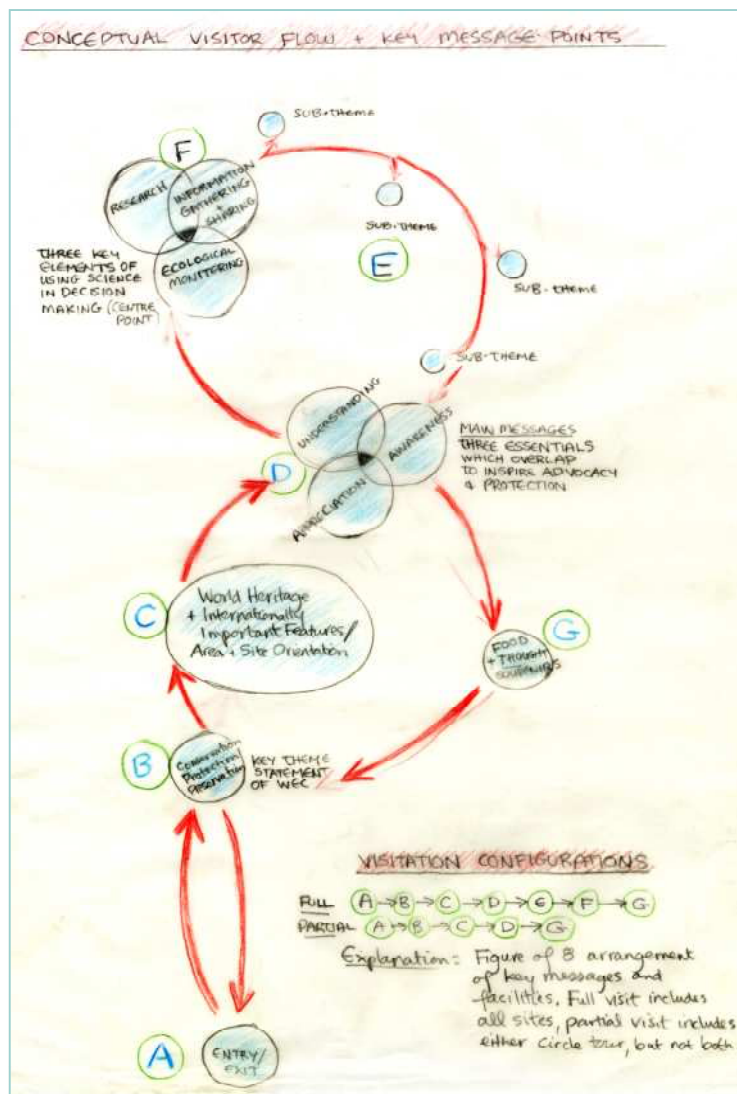 CONCEPTUAL VISITOR FLOW + KEY MESSAGE POINTS
SUB-THEME
F
RESEARCH
INFORMATION
GATHERING
+
SHARING
ECOLOGICAL
MONITERING
THREE KEY
ELEMENTS OF
USING SCIENCE
IN DECISION
MAKING (CENTRE
POINT)
SUB-THEME
E
SUB-THEME
SUB-THEME
UNDERSTANDING
AWARENESS
APPRECIATION
D
MAIN MESSAGES
THREE ESSENTIALS
WHICH OVERLAP
TO INSPIRE ADVOCACY
& PROTECTION
C
World Heritage
+ Internationally
Important Features/
Area + Site Orientation
G
FOOD
+ THOUGHT
SOUVENIRS
B
Conservation
Protection/
Preservation
KEY THEME
STATEMENT
OF WEC
VISITATION CONFIGURATIONS
FULL A → B → C → D → E → F → G
PARTIAL A → B → C → D → G
Explanation: Figure of 8 arrangement
of key messages and
facilities. Full visit includes
all sites, partial visit includes
either circle tour, but not both
A
ENTRY/
EXIT